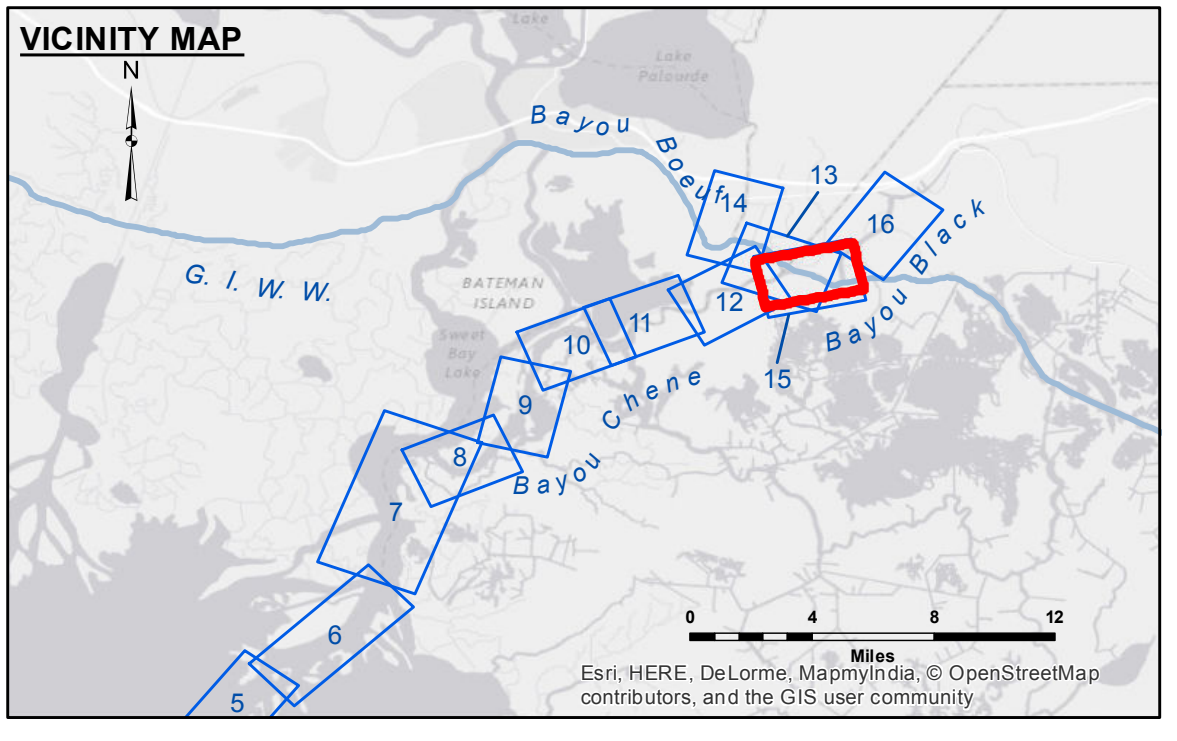 VICINITY MAP
N
Lake
Lake
Palourde
Bayou
Boeuf
13
14
16
Bayou Black
G. I. W. W.
BATEMAN
ISLAND
12
11
10
Sweet
Bay
Lake
15
9
Bayou Chene
8
7
6
5
0 4 8 12
Miles
Esri, HERE, DeLorme, MapmyIndia, © OpenStreetMap
contributors, and the GIS user community